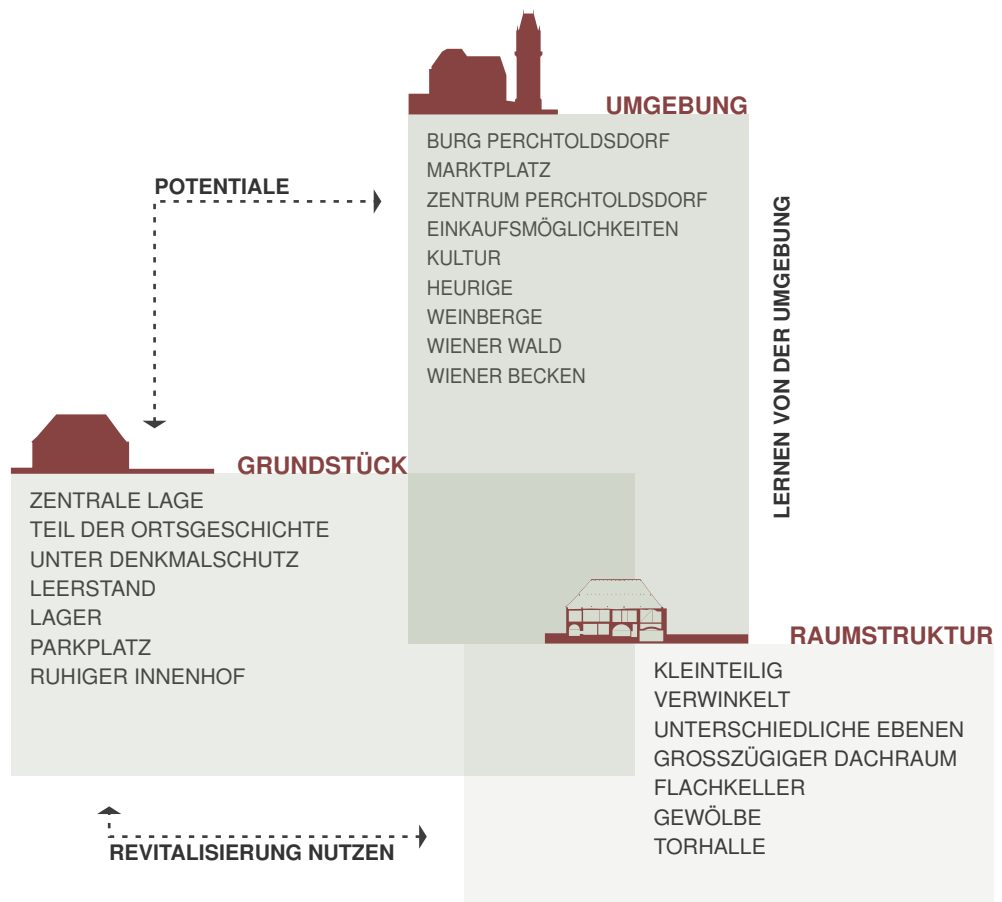 UMGEBUNG
BURG PERCHTOLDSDORF
MARKTPLATZ
ZENTRUM PERCHTOLDSDORF
EINKAUFSMÖGLICHKEITEN
KULTUR
HEURIGE
WEINBERGE
WIENER WALD
WIENER BECKEN
POTENTIALE
LERNEN VON DER UMGEBUNG
GRUNDSTÜCK
ZENTRALE LAGE
TEIL DER ORTSGESCHICHTE
UNTER DENKMALSCHUTZ
LEERSTAND
LAGER
PARKPLATZ
RUHIGER INNENHOF
RAUMSTRUKTUR
KLEINTEILIG
VERWINKELT
UNTERSCHIEDLICHE EBENEN
GROSSZÜGIGER DACHRAUM
FLACHKELLER
GEWÖLBE
TORHALLE
REVITALISIERUNG NUTZEN